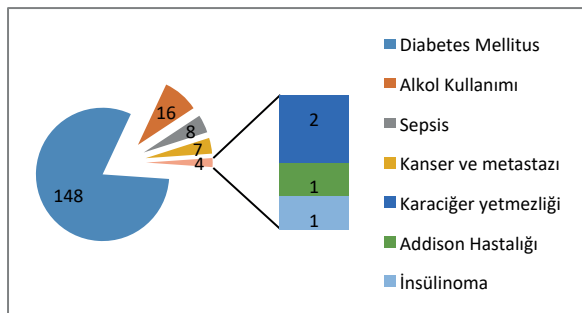 148
16
8
7
4
2
1
1
Diabetes Mellitus
Alkol Kullanımı
Sepsis
Kanser ve metastazı
Karaciğer yetmezliği
Addison Hastalığı
İnsülinoma